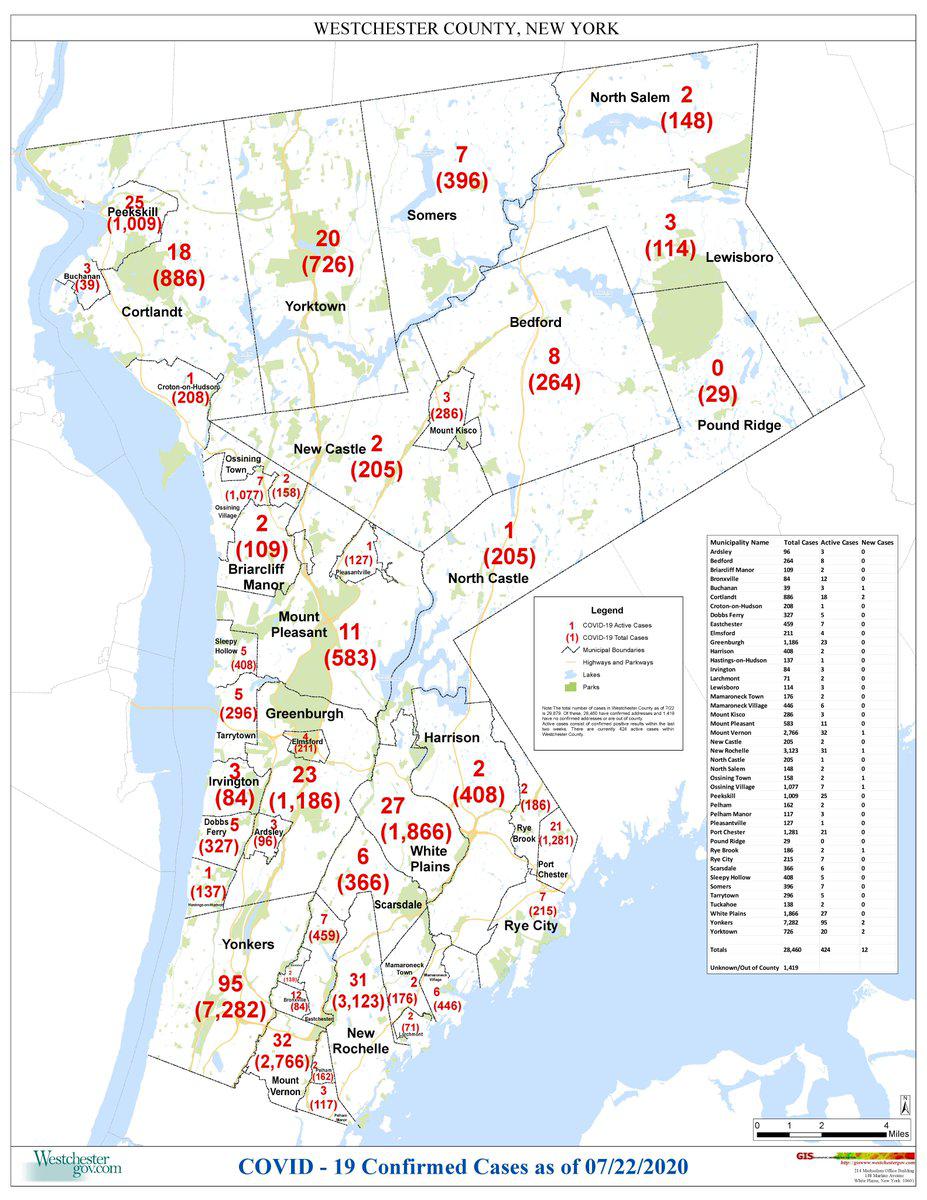 WESTCHESTER COUNTY, NEW YORK
North Salem 2
(148)
7
(396)
Somers
25
Peekskill
(1,009)
18
(886)
20
(726)
3
(114)
Lewisboro
3
Buchanan
(39)
Cortlandt
Yorktown
Bedford
8
(264)
0
(29)
Pound Ridge
1
Croton-on-Hudson
(208)
3
(286)
Mount Kisco
New Castle 2
(205)
Ossining
Town
7
(1,077)
2
(158)
Ossining
Village
2
(109)
Briarcliff
Manor
1
(127)
Pleasantville
1
(205)
North Castle
Mount
Pleasant
11
(583)
Sleepy
Hollow 5
(408)
5
(296)
Tarrytown
Greenburgh
4
Elmsford
(211)
Harrison
2
(408)
3
Irvington
(84)
23
(1,186)
27
(1,866)
White
Plains
2
(186)
Rye
Brook
21
(1,281)
Port
Chester
Dobbs
Ferry 5
(327)
3
Ardsley
(96)
6
(366)
Scarsdale
1
(137)
Hastings-on-Hudson
7
(215)
Rye City
Yonkers
95
(7,282)
7
(459)
2
(138)
12
Bronxville
(84)
Eastchester
31
(3,123)
New
Rochelle
Mamaroneck
Town
2
(176)
Mamaroneck
Village
6
(446)
2
(71)
Larchmont
32
(2,766)
Mount
Vernon
2
Pelham
(162)
3
(117)
Pelham
Manor
Legend
1 COVID-19 Active Cases
(1) COVID-19 Total Cases
Municipal Boundaries
Highways and Parkways
Lakes
Parks
Note:The total number of cases in Westchester County as of 7/22
is 29,879. Of these, 28,460 have confirmed addresses and 1,419
have no confirmed addresses or are out of county.
Active cases consist of confirmed positive results within the last
two weeks. There are currently 424 active cases within
Westchester County.
Municipality Name Total Cases Active Cases New Cases
Ardsley 96 3 0
Bedford 264 8 0
Briarcliff Manor 109 2 0
Bronxville 84 12 0
Buchanan 39 3 1
Cortlandt 886 18 2
Croton-on-Hudson 208 1 0
Dobbs Ferry 327 5 0
Eastchester 459 7 0
Elmsford 211 4 0
Greenburgh 1,186 23 0
Harrison 408 2 0
Hastings-on-Hudson 137 1 0
Irvington 84 3 0
Larchmont 71 2 0
Lewisboro 114 3 0
Mamaroneck Town 176 2 0
Mamaroneck Village 446 6 0
Mount Kisco 286 3 0
Mount Pleasant 583 11 0
Mount Vernon 2,766 32 1
New Castle 205 2 0
New Rochelle 3,123 31 1
North Castle 205 1 0
North Salem 148 2 0
Ossining Town 158 2 1
Ossining Village 1,077 7 1
Peekskill 1,009 25 0
Pelham 162 2 0
Pelham Manor 117 3 0
Pleasantville 127 1 0
Port Chester 1,281 21 0
Pound Ridge 29 0 0
Rye Brook 186 2 1
Rye City 215 7 0
Scarsdale 366 6 0
Sleepy Hollow 408 5 0
Somers 396 7 0
Tarrytown 296 5 0
Tuckahoe 138 2 0
White Plains 1,866 27 0
Yonkers 7,282 95 2
Yorktown 726 20 2
Totals 28,460 424 12
Unknown/Out of County 1,419
N
0 1 2 4
Miles
Westchester
gov.com
COVID - 19 Confirmed Cases as of 07/22/2020
GIS
http://giswww.westchestergov.com
214 Michaelian Office Building
148 Martine Avenue
White Plains, New York 10601